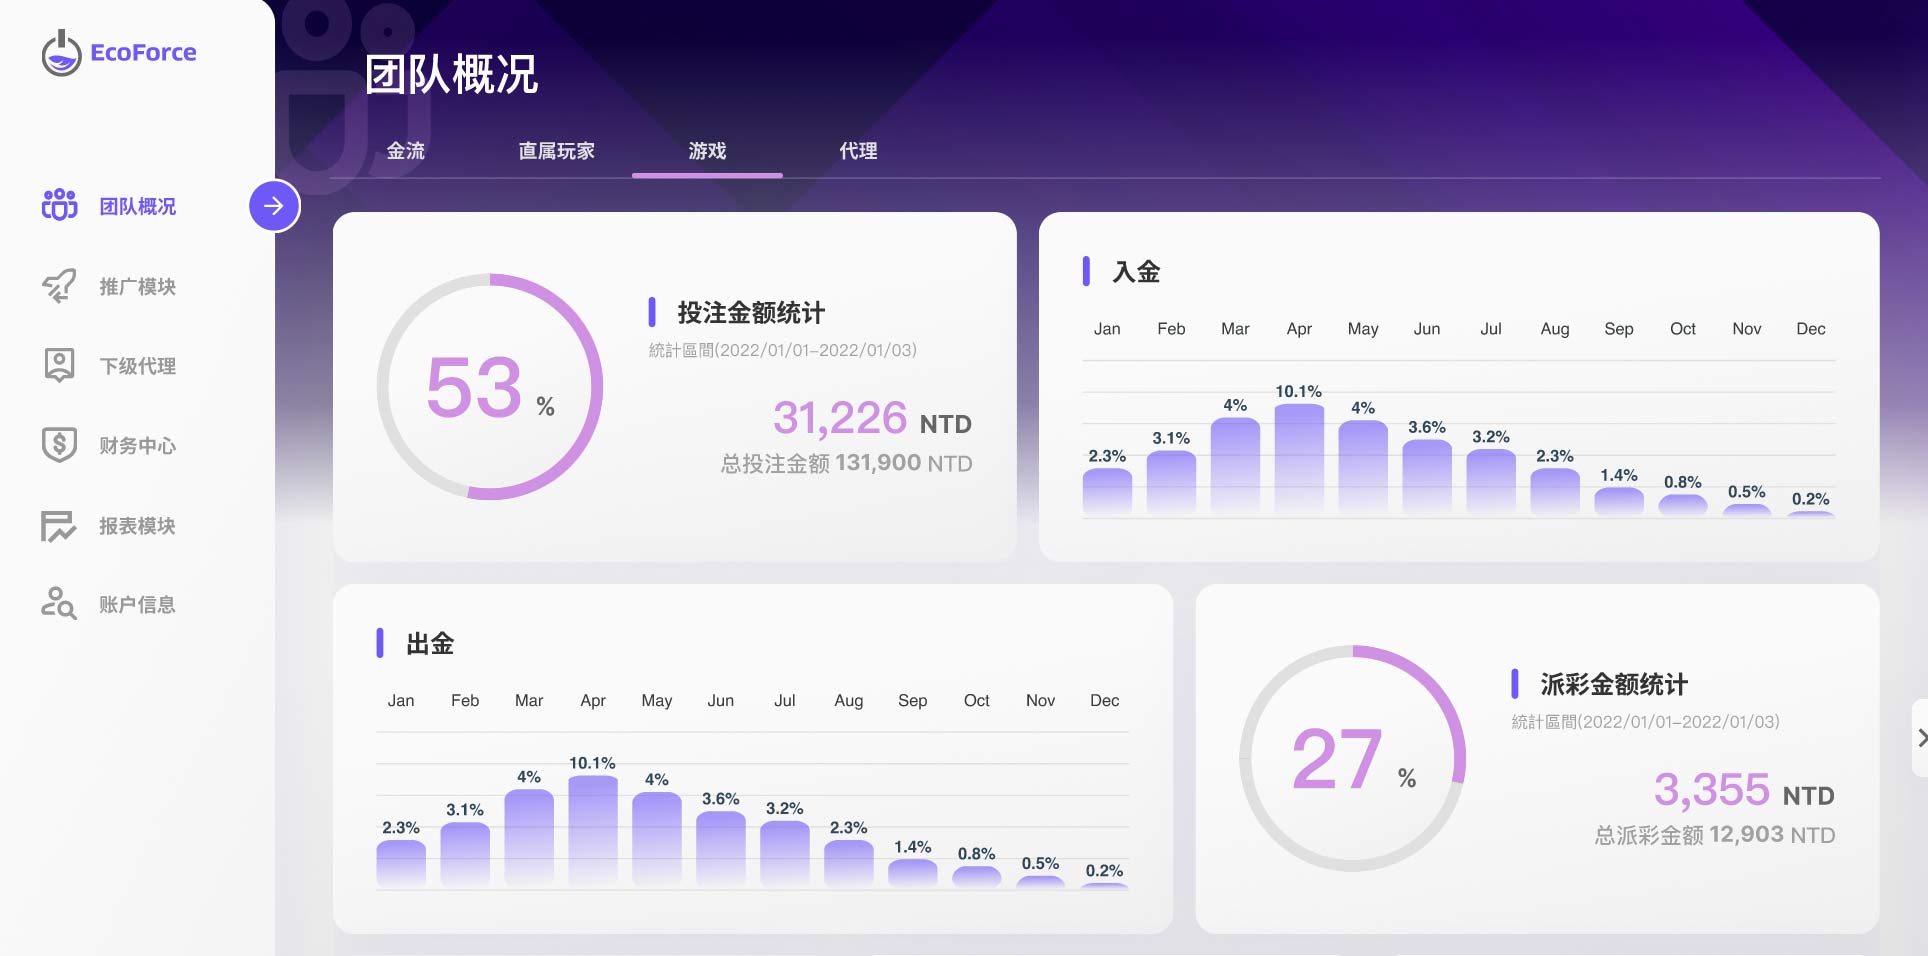 EcoForce
团队概况
推广模块
下级代理
财务中心
报表模块
账户信息
团队概况
金流 直属玩家 游戏 代理
53 %
投注金额统计
統計區間(2022/01/01-2022/01/03)
31,226 NTD
总投注金额 131,900 NTD
入金
Jan Feb Mar Apr May Jun Jul Aug Sep Oct Nov Dec
2.3% 3.1% 4% 10.1% 4% 3.6% 3.2% 2.3% 1.4% 0.8% 0.5% 0.2%
出金
Jan Feb Mar Apr May Jun Jul Aug Sep Oct Nov Dec
2.3% 3.1% 4% 10.1% 4% 3.6% 3.2% 2.3% 1.4% 0.8% 0.5% 0.2%
27 %
派彩金额统计
統計區間(2022/01/01-2022/01/03)
3,355 NTD
总派彩金额 12,903 NTD